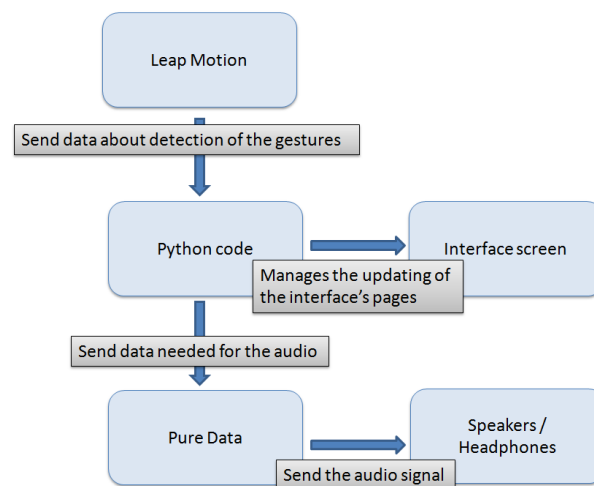 Leap Motion
Send data about detection of the gestures
Python code
Interface screen
Manages the updating of
the interface's pages
Send data needed for the audio
Pure Data
Speakers /
Headphones
Send the audio signal